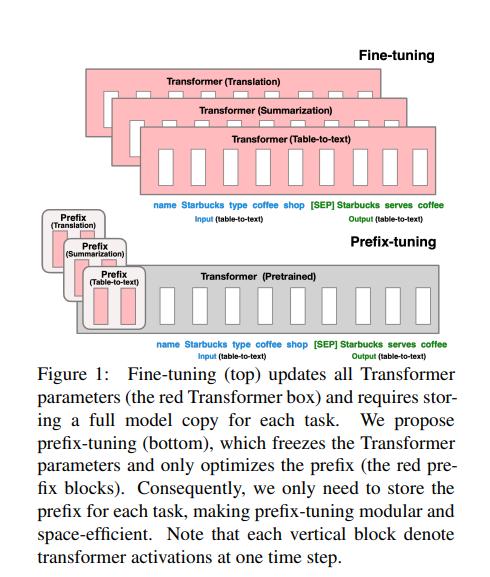 Fine-tuning
Transformer (Translation)
Transformer (Summarization)
Transformer (Table-to-text)
name Starbucks type coffee shop [SEP] Starbucks serves coffee
Input (table-to-text) Output (table-to-text)
Prefix
(Translation)
Prefix-tuning
Prefix
(Summarization)
Prefix
(Table-to-text)
Transformer (Pretrained)
name Starbucks type coffee shop [SEP] Starbucks serves coffee
Input (table-to-text) Output (table-to-text)
Figure 1: Fine-tuning (top) updates all Transformer
parameters (the red Transformer box) and requires stor-
ing a full model copy for each task. We propose
prefix-tuning (bottom), which freezes the Transformer
parameters and only optimizes the prefix (the red pre-
fix blocks). Consequently, we only need to store the
prefix for each task, making prefix-tuning modular and
space-efficient. Note that each vertical block denote
transformer activations at one time step.